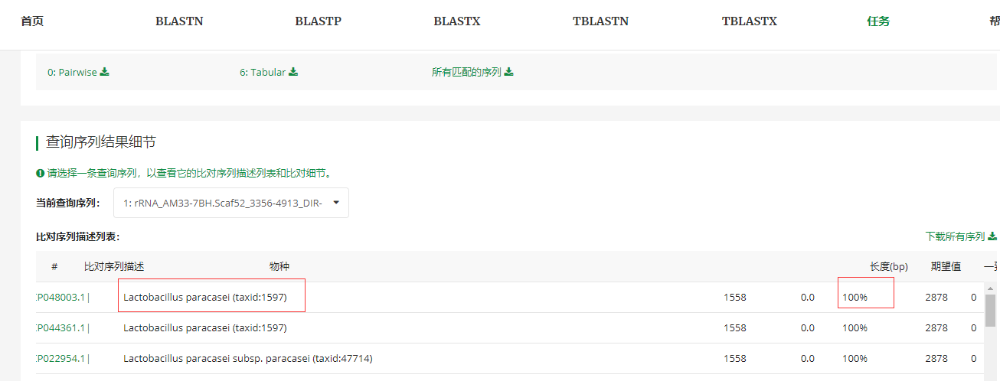 首页 BLASTN BLASTP BLASTX TBLASTN TBLASTX 任务
0: Pairwise 6: Tabular 所有匹配的序列
查询序列结果细节
请选择一条查询序列，以查看它的比对序列描述列表和比对细节。
当前查询序列： 1: rRNA_AM33-7BH.Scaf52_3356-4913_DIR-
比对序列描述列表： 下载所有序列
# 比对序列描述 物种 长度(bp) 期望值
P048003.1| Lactobacillus paracasei (taxid:1597) 1558 0.0 100% 2878 0
P044361.1| Lactobacillus paracasei (taxid:1597) 1558 0.0 100% 2878 0
P022954.1| Lactobacillus paracasei subsp. paracasei (taxid:47714) 1558 0.0 100% 2878 0